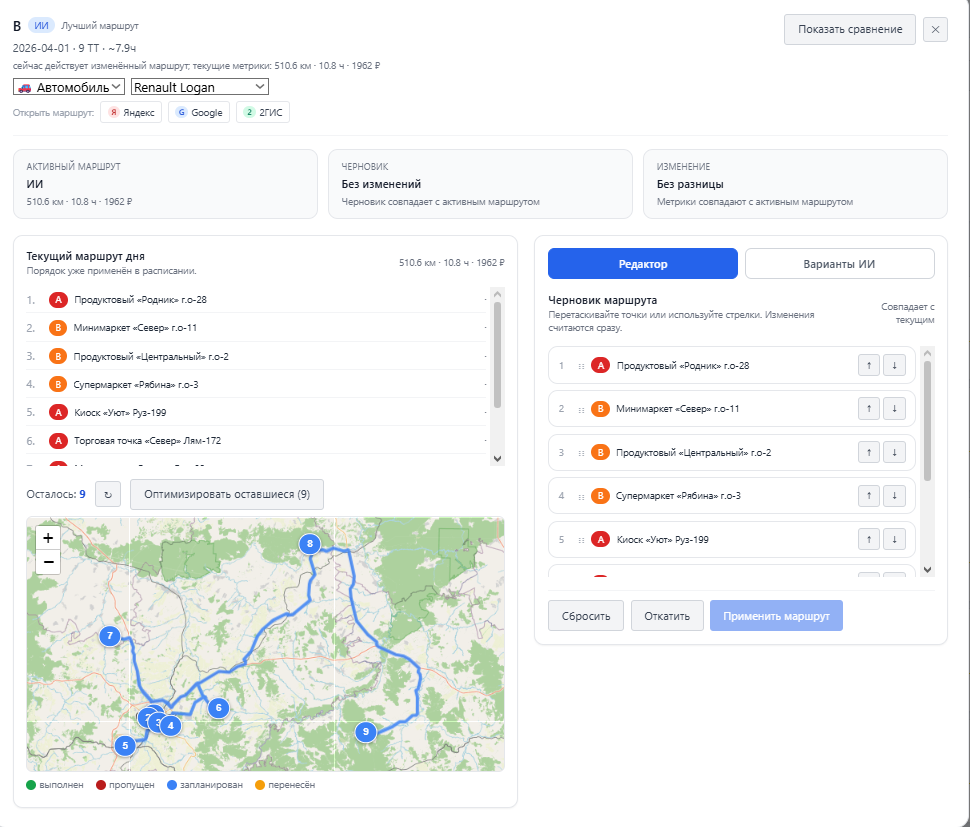 В ИИ Лучший маршрут
Показать сравнение
2026-04-01 · 9 ТТ · ~7.9ч
сейчас действует изменённый маршрут; текущие метрики: 510.6 км · 10.8 ч · 1962 ₽
Автомобиль Renault Logan
Открыть маршрут: Я Яндекс G Google 2 2ГИС
АКТИВНЫЙ МАРШРУТ
ИИ
510.6 км · 10.8 ч · 1962 ₽
ЧЕРНОВИК
Без изменений
Черновик совпадает с активным маршрутом
ИЗМЕНЕНИЕ
Без разницы
Метрики совпадают с активным маршрутом
Текущий маршрут дня
Порядок уже применён в расписании.
510.6 км · 10.8 ч · 1962 ₽
1. A Продуктовый «Родник» г.о-28 -
2. B Минимаркет «Север» г.о-11 -
3. B Продуктовый «Центральный» г.о-2 -
4. B Супермаркет «Рябина» г.о-3 -
5. A Киоск «Уют» Руз-199 -
6. A Торговая точка «Север» Лям-172 -
Осталось: 9 ↻ Оптимизировать оставшиеся (9)
+
−
8
7
6
2
3
4
5
9
выполнен пропущен запланирован перенесён
Редактор Варианты ИИ
Черновик маршрута
Перетаскивайте точки или используйте стрелки. Изменения
считаются сразу.
Совпадает с
текущим
1 A Продуктовый «Родник» г.о-28 ↑ ↓
2 B Минимаркет «Север» г.о-11 ↑ ↓
3 B Продуктовый «Центральный» г.о-2 ↑ ↓
4 B Супермаркет «Рябина» г.о-3 ↑ ↓
5 A Киоск «Уют» Руз-199 ↑ ↓
Сбросить Откатить Применить маршрут